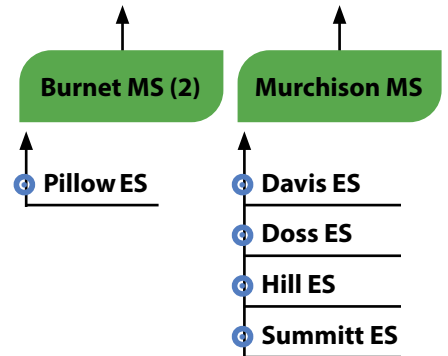 Burnet MS (2)
Murchison MS
Pillow ES
Davis ES
Doss ES
Hill ES
Summitt ES